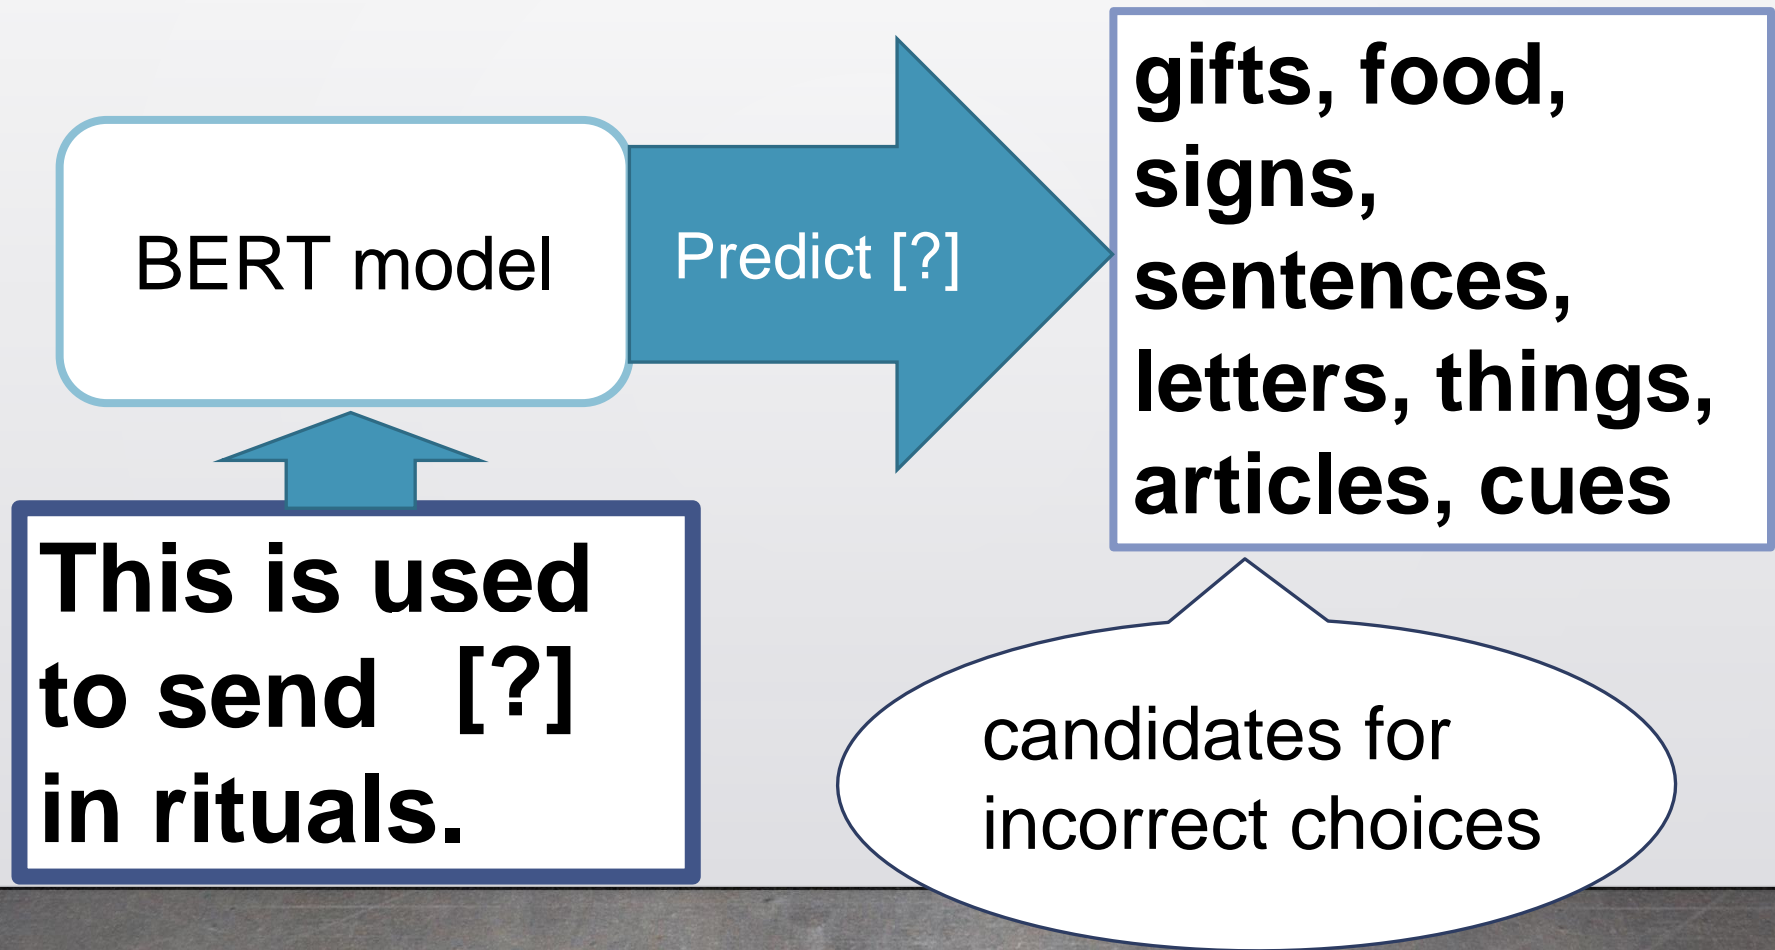 BERT model
Predict [?]
gifts, food,
signs,
sentences,
letters, things,
articles, cues
This is used
to send [?]
in rituals.
candidates for
incorrect choices